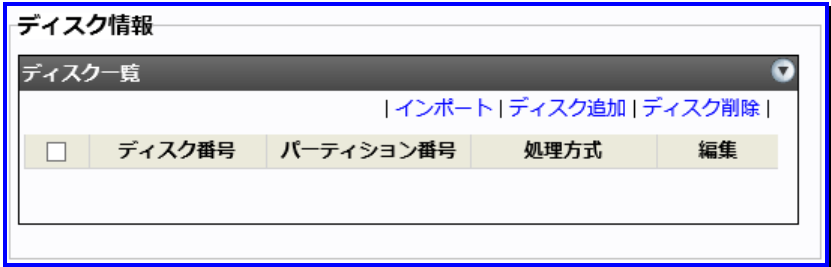 ディスク情報
ディスク一覧
| インポート | ディスク追加 | ディスク削除 |
ディスク番号 パーティション番号 処理方式 編集